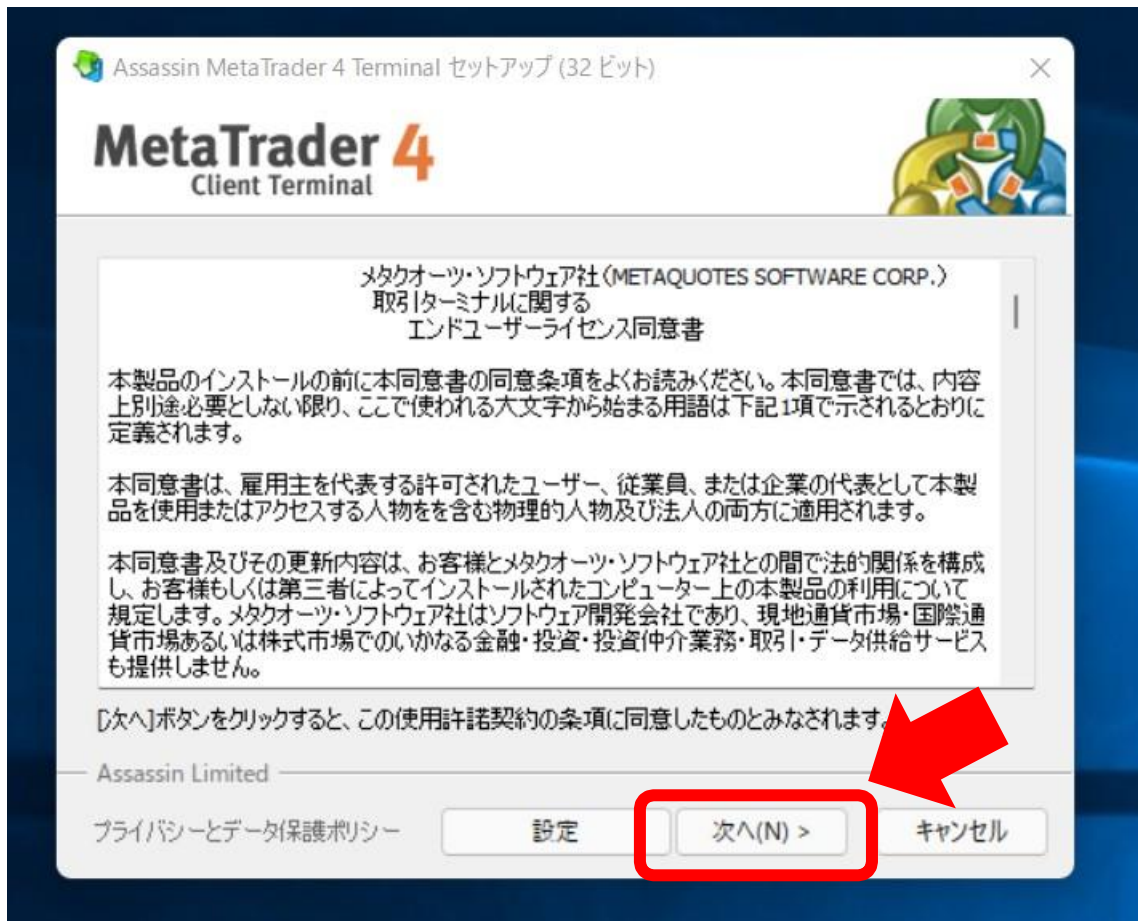 Assassin MetaTrader 4 Terminal セットアップ (32 ビット)
MetaTrader 4
Client Terminal
メタクオーツ・ソフトウェア社(METAQUOTES SOFTWARE CORP.)
取引ターミナルに関する
エンドユーザーライセンス同意書
本製品のインストールの前に本同意書の同意条項をよくお読みください。本同意書では、内容
上別途必要としない限り、ここで使われる大文字から始まる用語は下記1項で示されるとおりに
定義されます。
本同意書は、雇用主を代表する許可されたユーザー、従業員、または企業の代表として本製
品を使用またはアクセスする人物をを含む物理的人物及び法人の両方に適用されます。
本同意書及びその更新内容は、お客様とメタクオーツ・ソフトウェア社との間で法的関係を構成
し、お客様もしくは第三者によってインストールされたコンピューター上の本製品の利用について
規定します。メタクオーツ・ソフトウェア社はソフトウェア開発会社であり、現地通貨市場・国際通
貨市場あるいは株式市場でのいかなる金融・投資・投資仲介業務・取引・データ供給サービス
も提供しません。
[次へ]ボタンをクリックすると、この使用許諾契約の条項に同意したものとみなされます。
Assassin Limited
プライバシーとデータ保護ポリシー 設定 次へ(N) > キャンセル